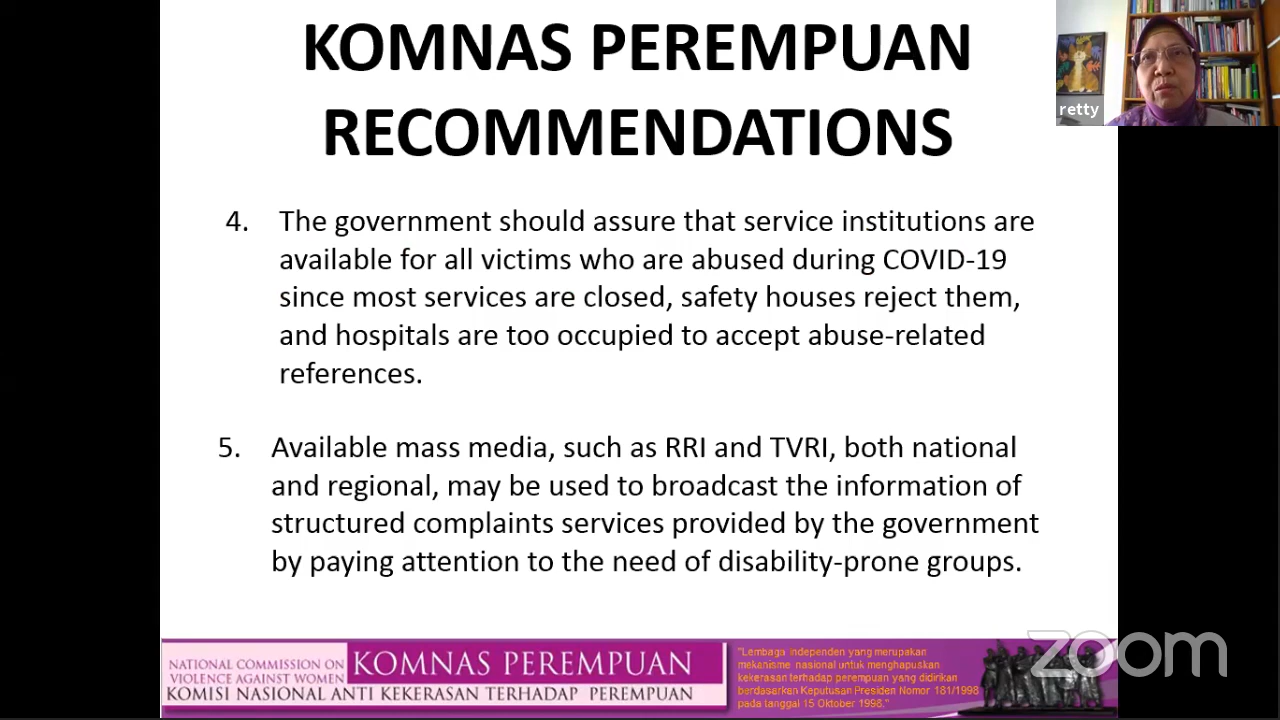 KOMNAS PEREMPUAN
RECOMMENDATIONS
retty
4. The government should assure that service institutions are
available for all victims who are abused during COVID-19
since most services are closed, safety houses reject them,
and hospitals are too occupied to accept abuse-related
references.
5. Available mass media, such as RRI and TVRI, both national
and regional, may be used to broadcast the information of
structured complaints services provided by the government
by paying attention to the need of disability-prone groups.
NATIONAL COMMISSION ON
VIOLENCE AGAINST WOMEN
KOMNAS PEREMPUAN
KOMISI NASIONAL ANTI KEKERASAN TERHADAP PEREMPUAN
"Lembaga independen yang merupakan
mekanisme nasional untuk menghapuskan
kekerasan terhadap perempuan yang didirikan
berdasarkan Keputusan Presiden Nomor 181/1998
pada tanggal 15 Oktober 1998."
zoom